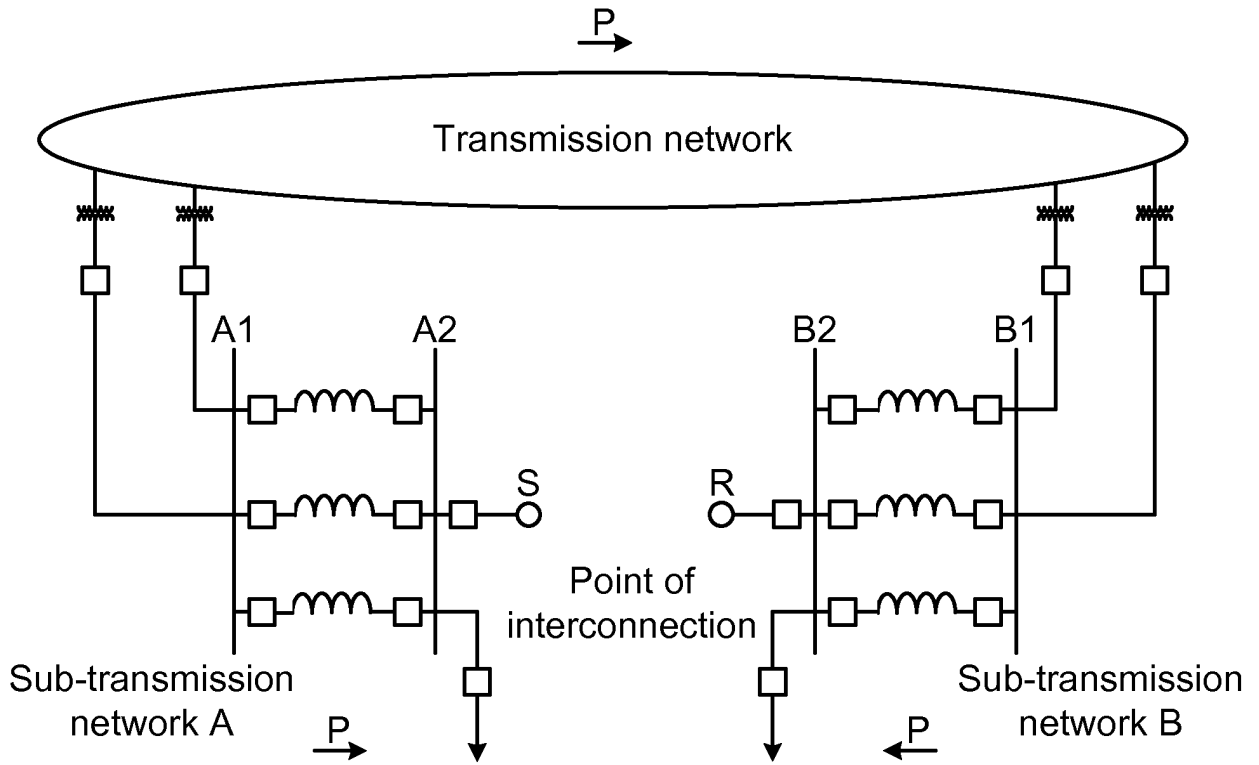 P
Transmission network
A1
A2
B2
B1
S
R
Point of
interconnection
Sub-transmission
network A
Sub-transmission
network B
P
P